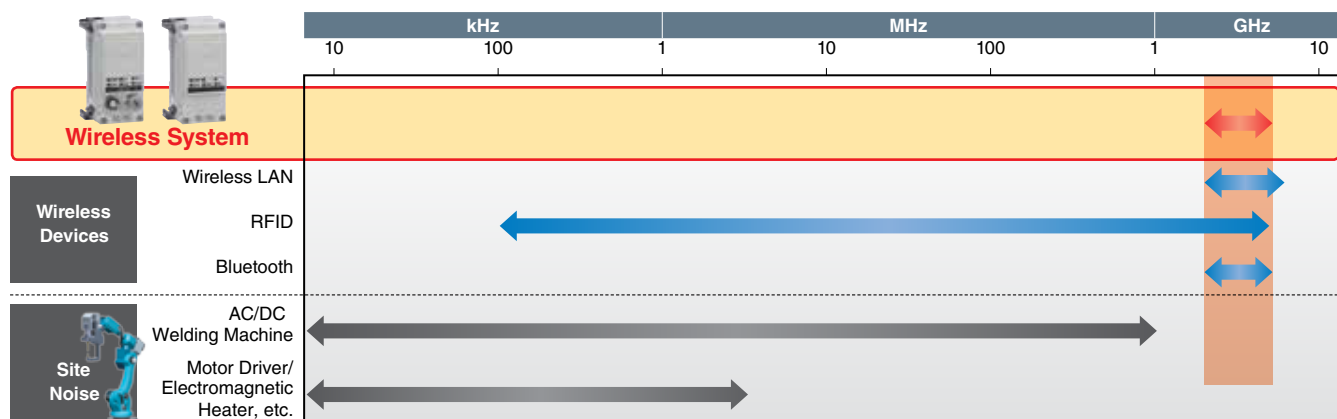 kHz MHz GHz
10 100 1 10 100 1 10
Wireless System
Wireless
Devices
Wireless LAN
RFID
Bluetooth
Site
Noise
AC/DC
Welding Machine
Motor Driver/
Electromagnetic
Heater, etc.